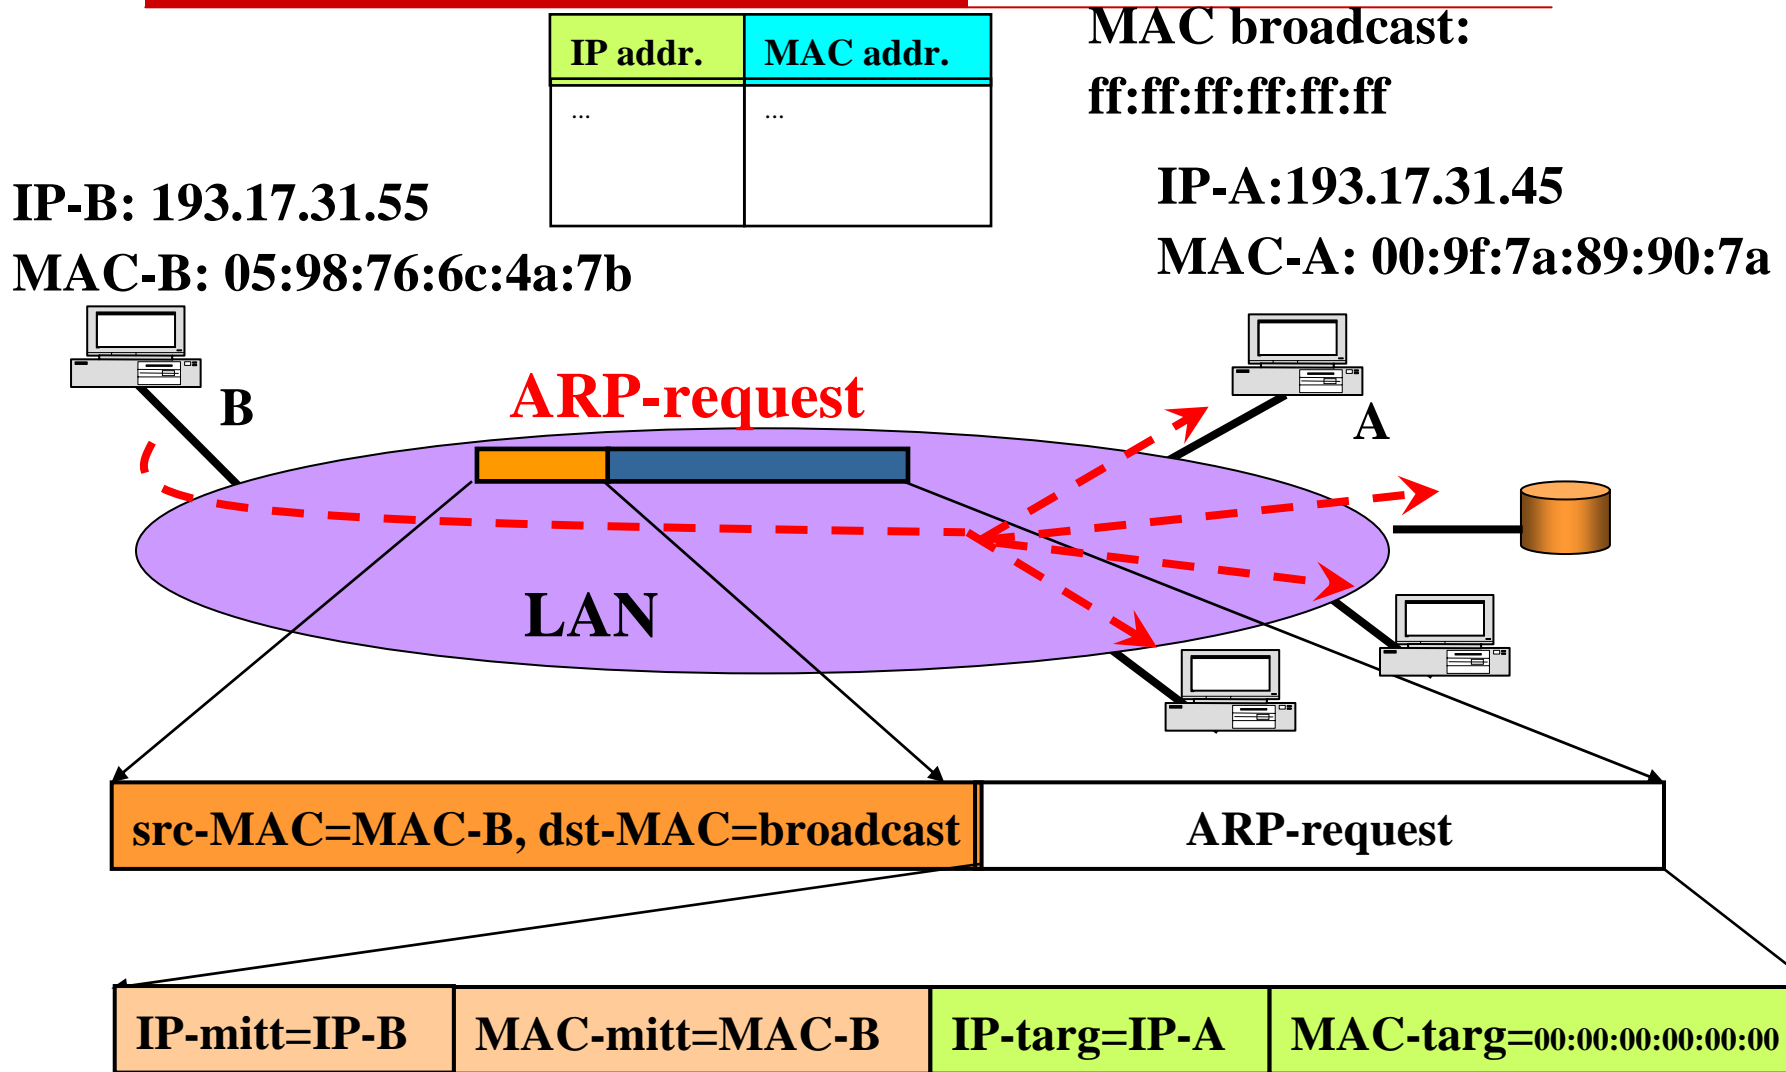 IP addr. MAC addr.
... ...
MAC broadcast:
ff:ff:ff:ff:ff:ff
IP-B: 193.17.31.55
MAC-B: 05:98:76:6c:4a:7b
IP-A:193.17.31.45
MAC-A: 00:9f:7a:89:90:7a
B
ARP-request
A
LAN
src-MAC=MAC-B, dst-MAC=broadcast
ARP-request
IP-mitt=IP-B
MAC-mitt=MAC-B
IP-targ=IP-A
MAC-targ=00:00:00:00:00:00